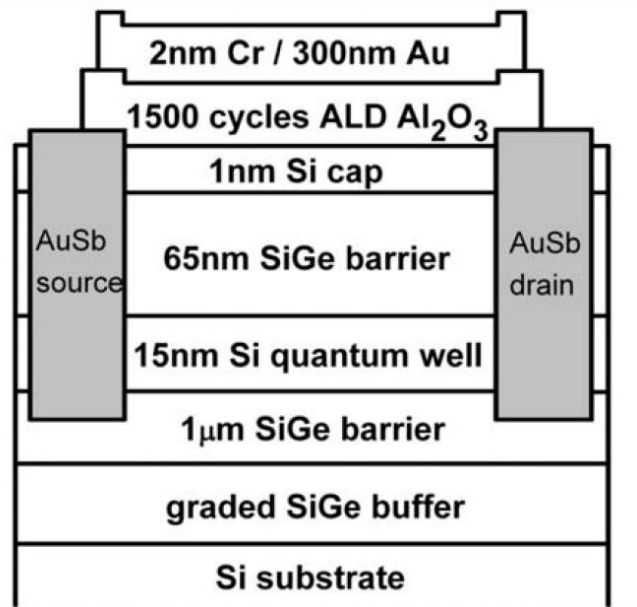 2nm Cr / 300nm Au
1500 cycles ALD Al₂O₃
1nm Si cap
AuSb
source
65nm SiGe barrier
AuSb
drain
15nm Si quantum well
1μm SiGe barrier
graded SiGe buffer
Si substrate